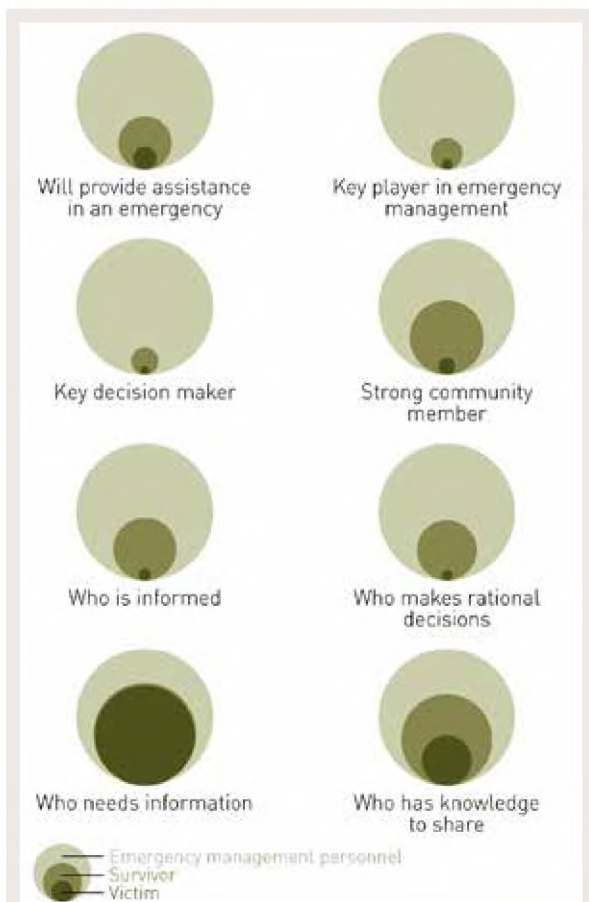 Will provide assistance
in an emergency
Key player in emergency
management
Key decision maker
Strong community
member
Who is informed
Who makes rational
decisions
Who needs information
Who has knowledge
to share
Emergency management personnel
Survivor
Victim